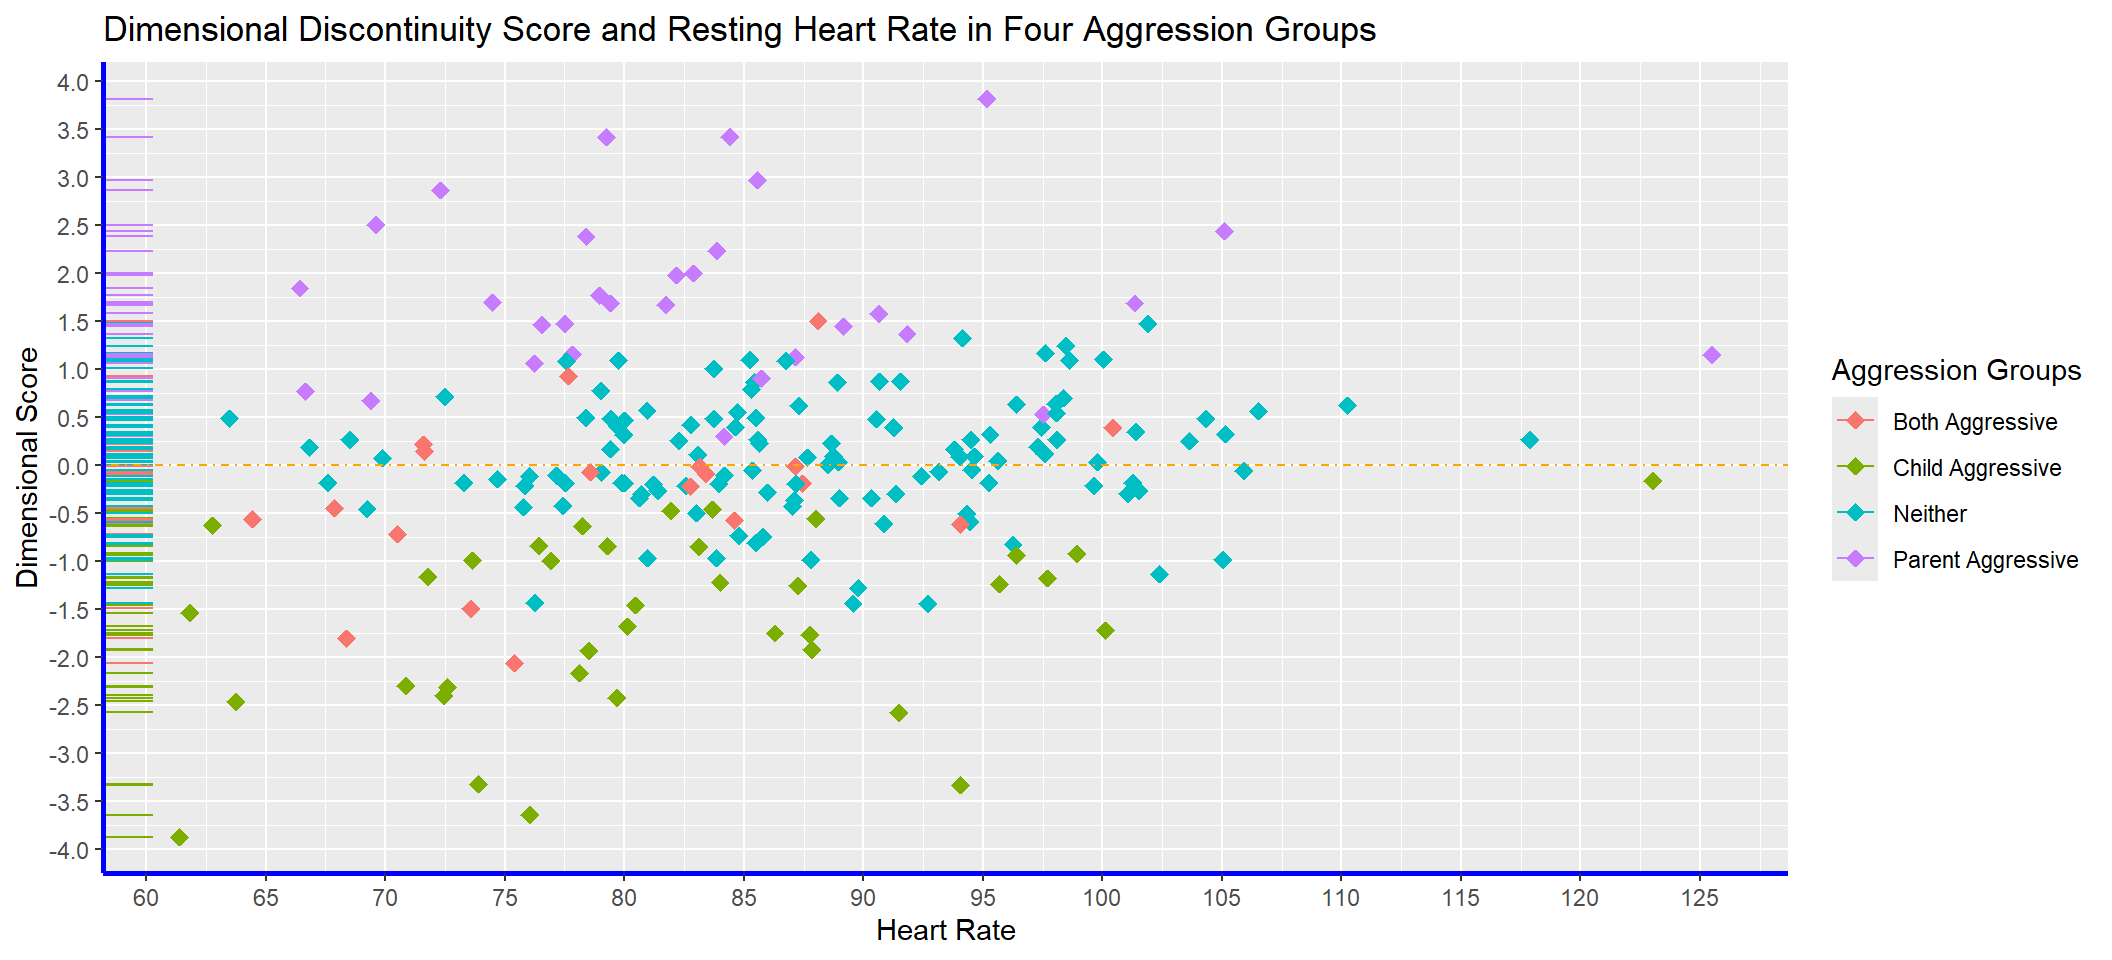 Dimensional Discontinuity Score and Resting Heart Rate in Four Aggression Groups
Dimensional Score
4.0
3.5
3.0
2.5
2.0
1.5
1.0
0.5
0.0
-0.5
-1.0
-1.5
-2.0
-2.5
-3.0
-3.5
-4.0
60 65 70 75 80 85 90 95 100 105 110 115 120 125
Heart Rate
Aggression Groups
Both Aggressive
Child Aggressive
Neither
Parent Aggressive